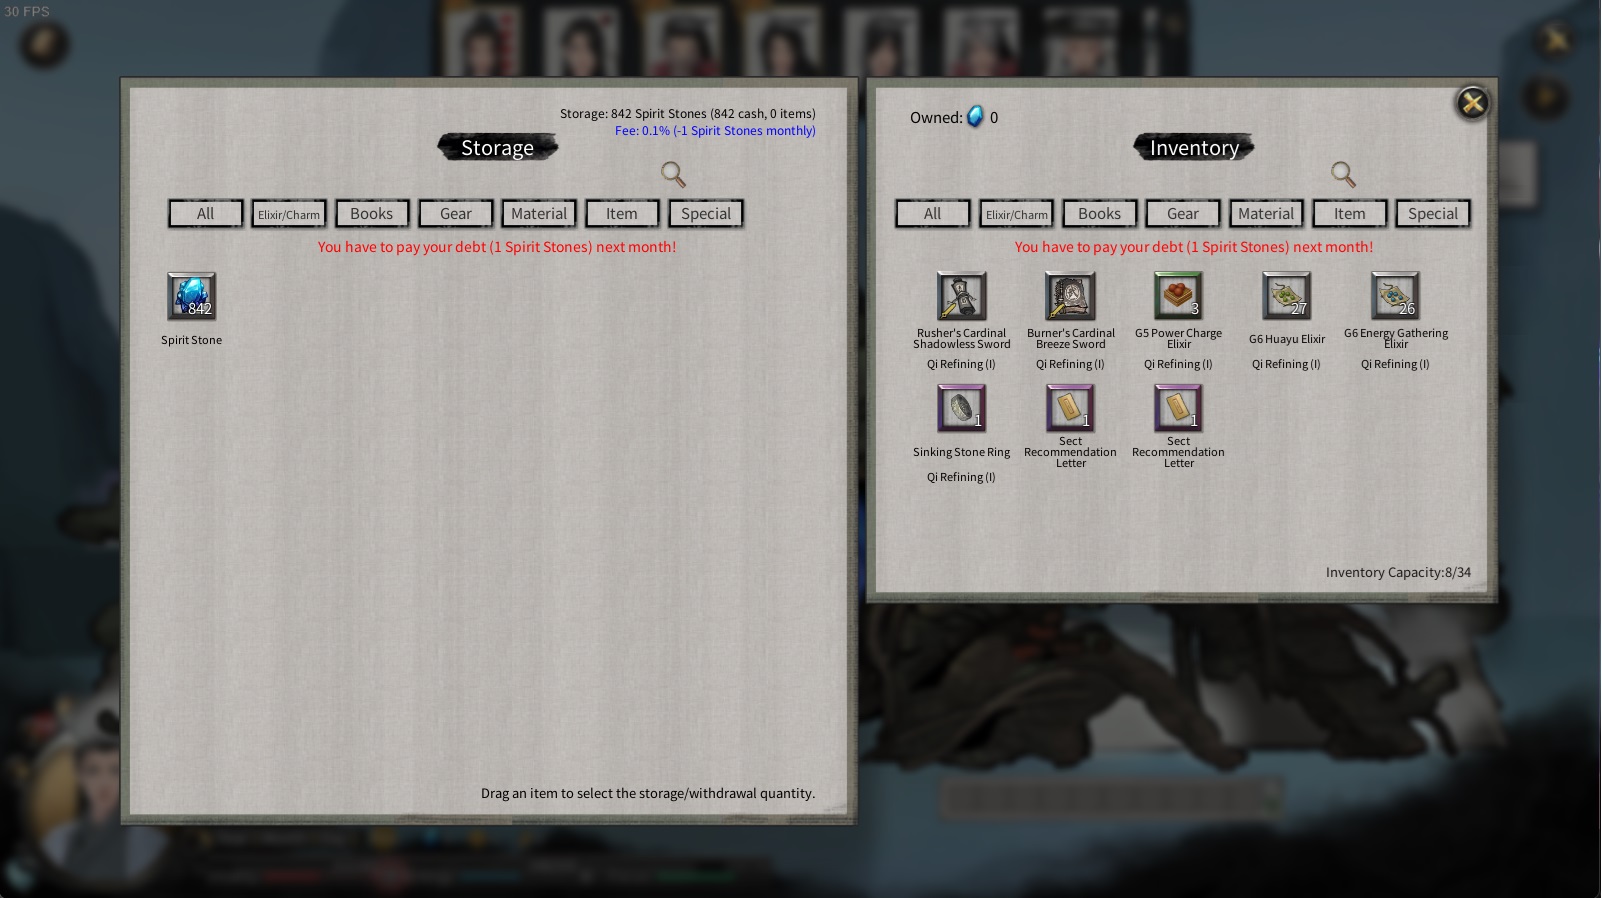 30 FPS
Storage: 842 Spirit Stones (842 cash, 0 items)
Fee: 0.1% (-1 Spirit Stones monthly)
Storage
All
Elixir/Charm
Books
Gear
Material
Item
Special
You have to pay your debt (1 Spirit Stones) next month!
842
Spirit Stone
Drag an item to select the storage/withdrawal quantity.
Owned: 0
Inventory
All
Elixir/Charm
Books
Gear
Material
Item
Special
You have to pay your debt (1 Spirit Stones) next month!
Rusher's Cardinal
Shadowless Sword
Qi Refining (I)
Burner's Cardinal
Breeze Sword
Qi Refining (I)
3
G5 Power Charge
Elixir
Qi Refining (I)
27
G6 Huayu Elixir
Qi Refining (I)
26
G6 Energy Gathering
Elixir
Qi Refining (I)
1
Sinking Stone Ring
Qi Refining (I)
1
Sect
Recommendation
Letter
1
Sect
Recommendation
Letter
Inventory Capacity:8/34